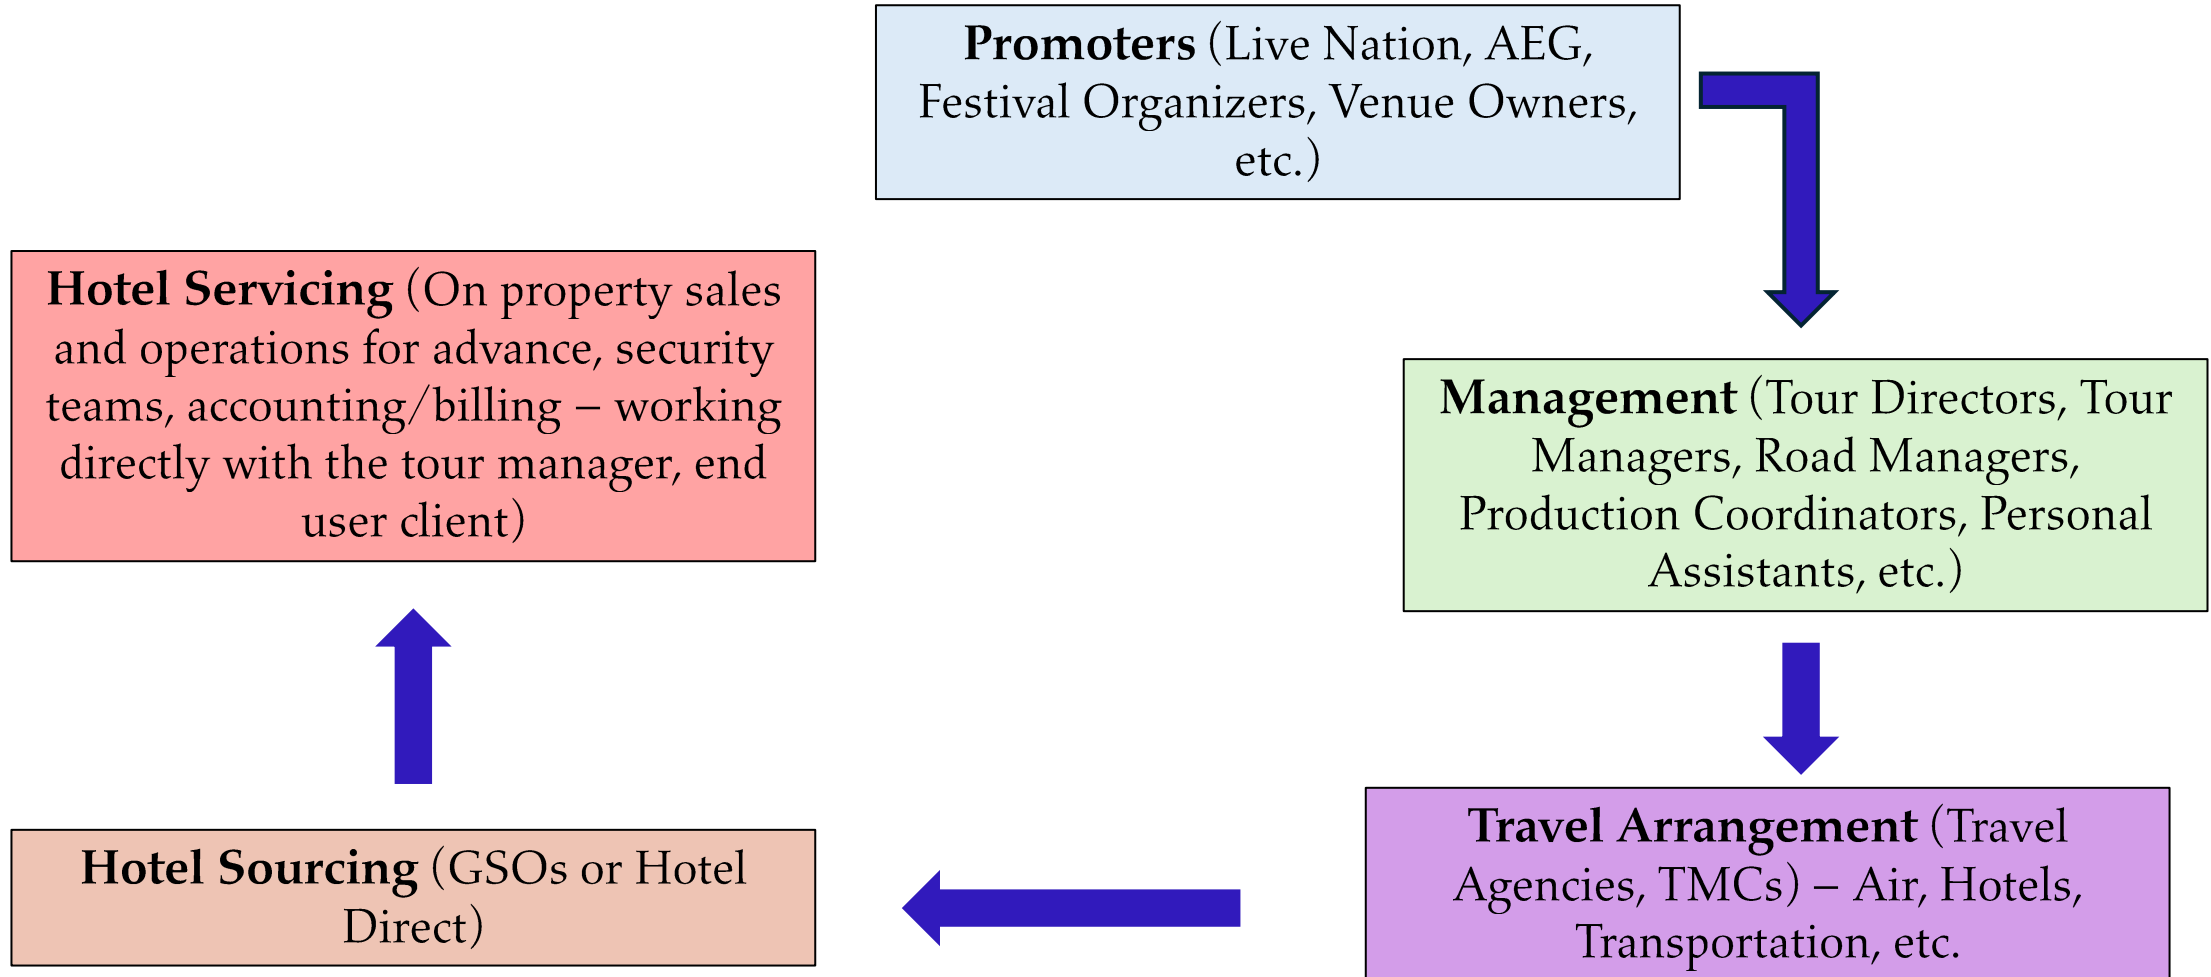 Promoters (Live Nation, AEG,
Festival Organizers, Venue Owners,
etc.)
Management (Tour Directors, Tour
Managers, Road Managers,
Production Coordinators, Personal
Assistants, etc.)
Travel Arrangement (Travel
Agencies, TMCs) – Air, Hotels,
Transportation, etc.
Hotel Sourcing (GSOs or Hotel
Direct)
Hotel Servicing (On property sales
and operations for advance, security
teams, accounting/billing – working
directly with the tour manager, end
user client)